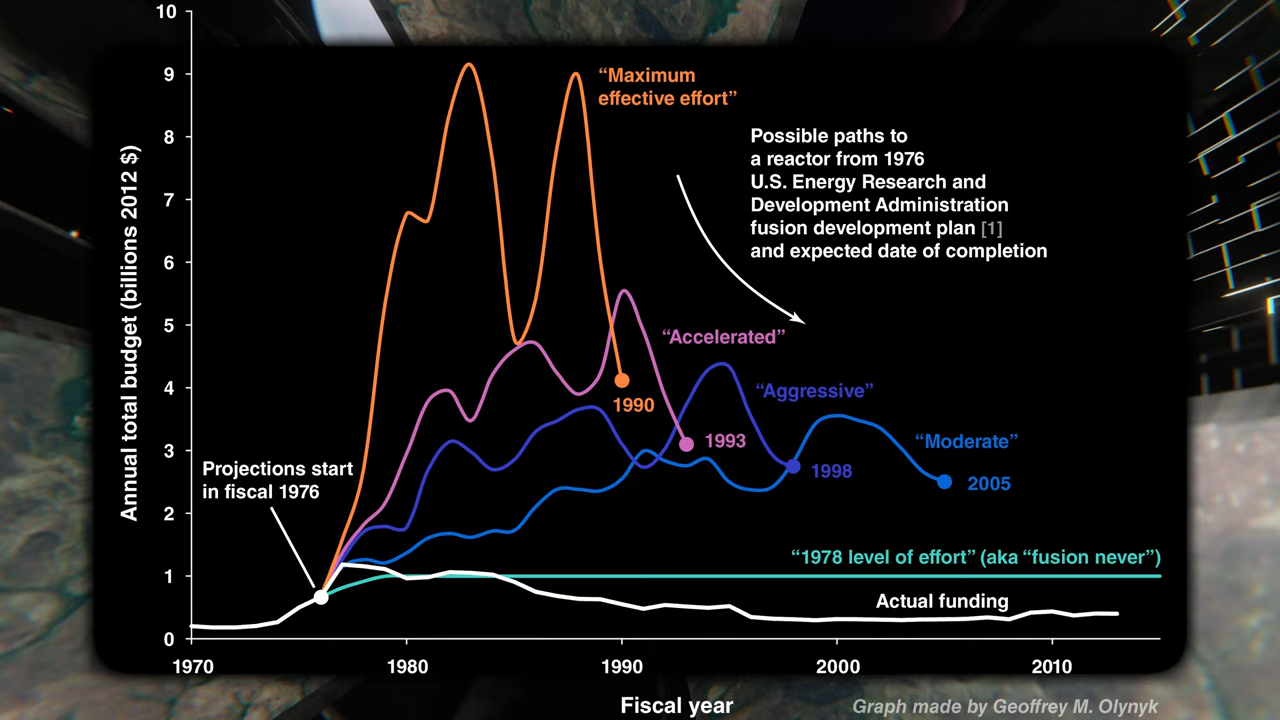 10
9
8
7
6
5
4
3
2
1
0
Annual total budget (billions 2012 $)
“Maximum
effective effort”
Possible paths to
a reactor from 1976
U.S. Energy Research and
Development Administration
fusion development plan [1]
and expected date of completion
“Accelerated”
“Aggressive”
1990
1993
“Moderate”
Projections start
in fiscal 1976
1998
2005
“1978 level of effort” (aka “fusion never”)
Actual funding
1970
1980
1990
2000
2010
Fiscal year
Graph made by Geoffrey M. Olynyk